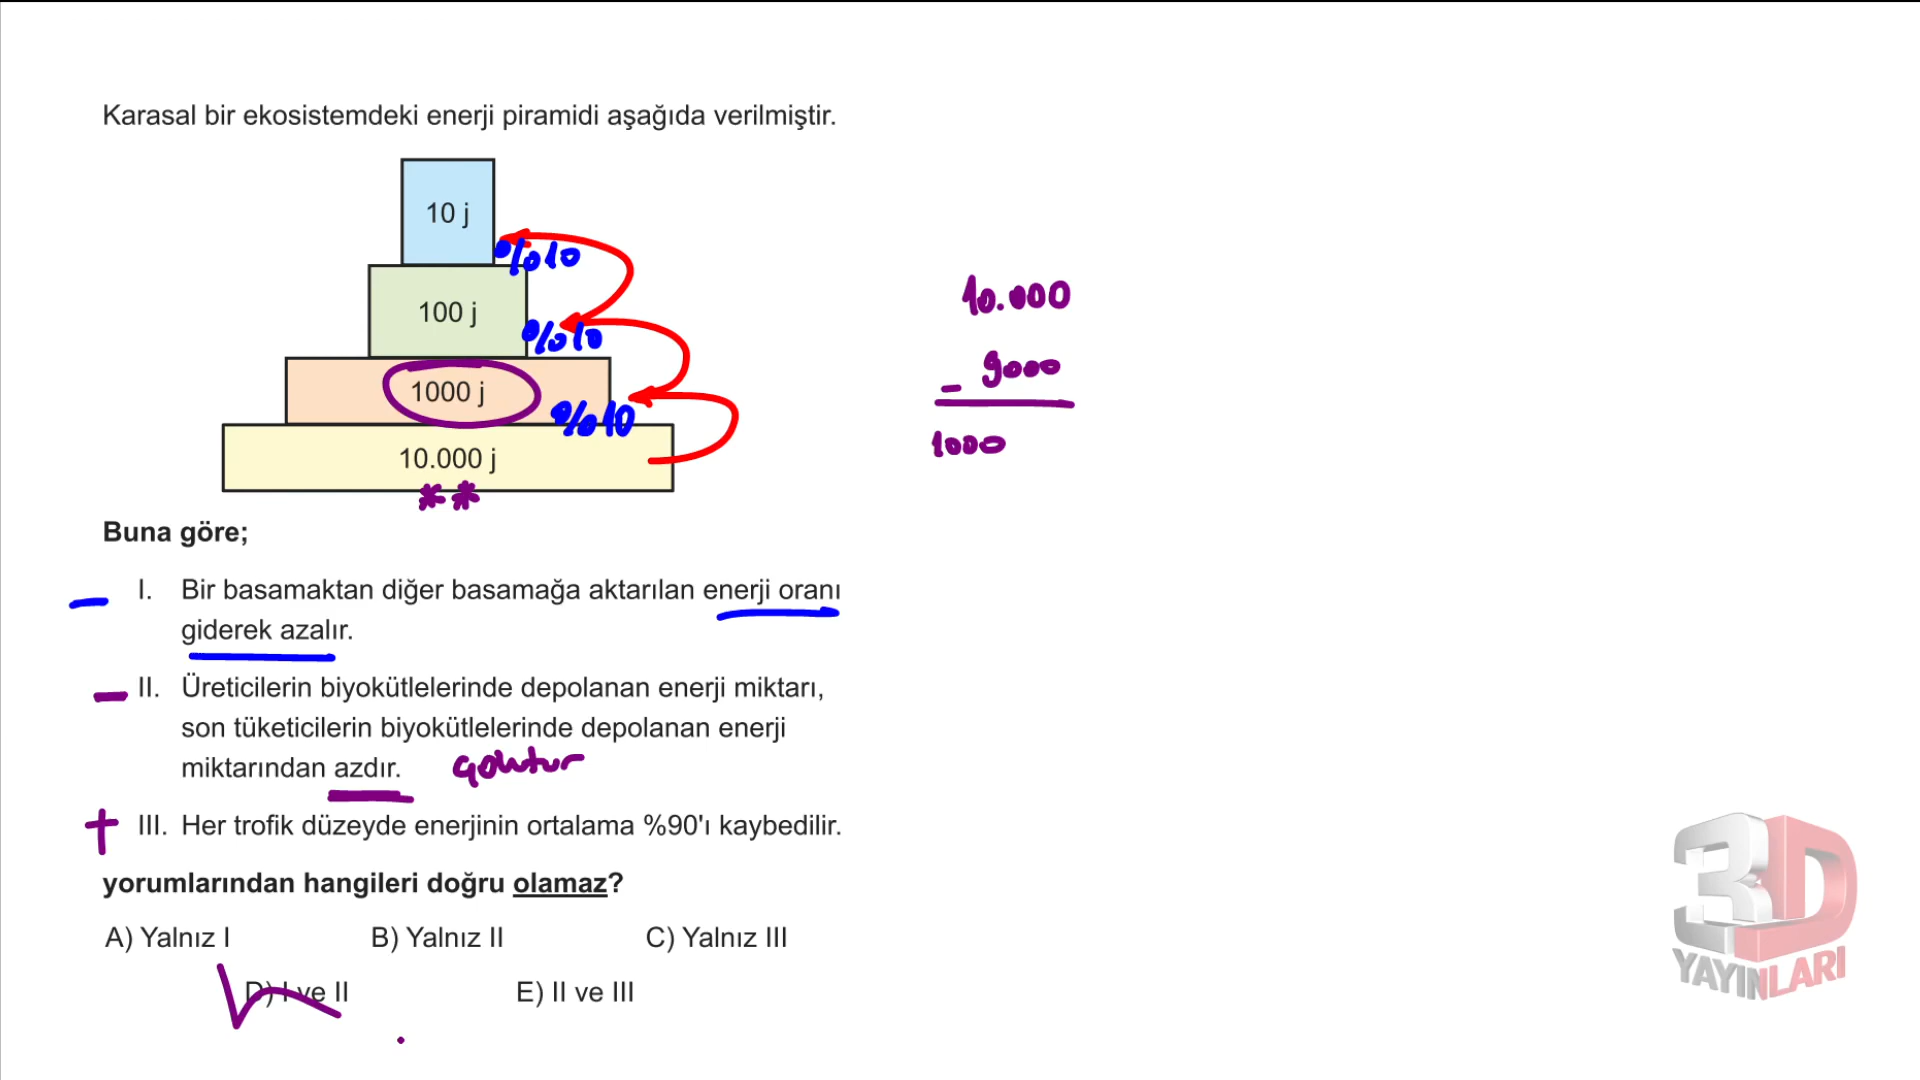 Karasal bir ekosistemdeki enerji piramidi aşağıda verilmiştir.
10 j
%10
100 j
%10
1000 j
%10
10.000 j
**
10.000
- 9000
1000
Buna göre;
I. Bir basamaktan diğer basamağa aktarılan enerji oranı
giderek azalır.
II. Üreticilerin biyokütlelerinde depolanan enerji miktarı,
son tüketicilerin biyokütlelerinde depolanan enerji
miktarından azdır. çoktur
III. Her trofik düzeyde enerjinin ortalama %90'ı kaybedilir.
yorumlarından hangileri doğru olamaz?
A) Yalnız I B) Yalnız II C) Yalnız III
D) I ve II E) II ve III
3D
YAYINLARI